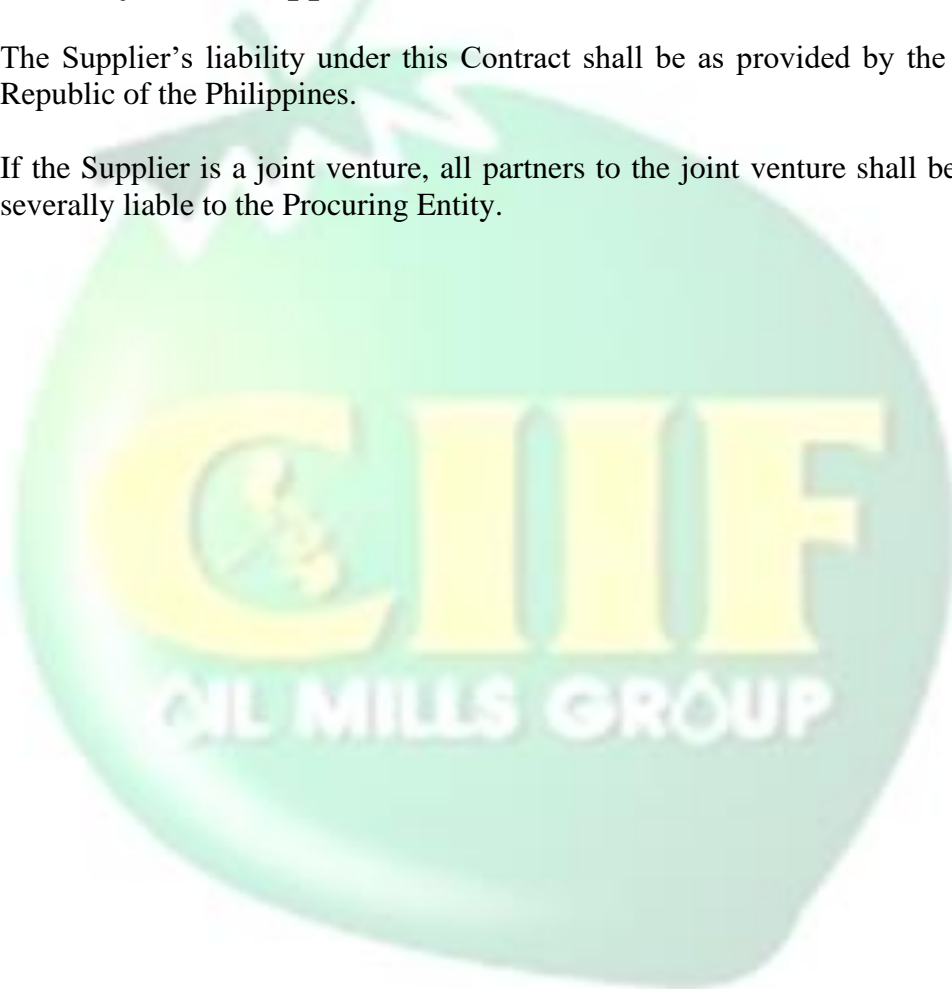 The Supplier’s liability under this Contract shall be as provided by the
Republic of the Philippines.
If the Supplier is a joint venture, all partners to the joint venture shall be
severally liable to the Procuring Entity.
CIIF
OIL MILLS GROUP